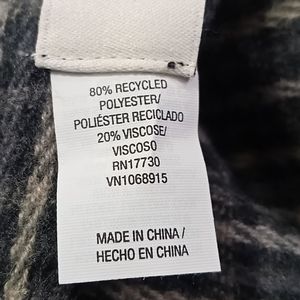 80% RECYCLED
POLYESTER/
POLIÉSTER RECICLADO
20% VISCOSE/
VISCOSO
RN17730
VN1068915
MADE IN CHINA /
HECHO EN CHINA